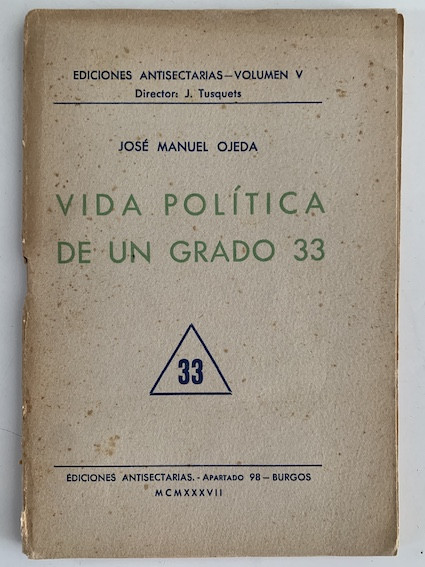 EDICIONES ANTISECTARIAS—VOLUMEN V
Director: J. Tusquets
JOSÉ MANUEL OJEDA
VIDA POLÍTICA
DE UN GRADO 33
33
EDICIONES ANTISECTARIAS.-APARTADO 98—BURGOS
MCMXXXVII